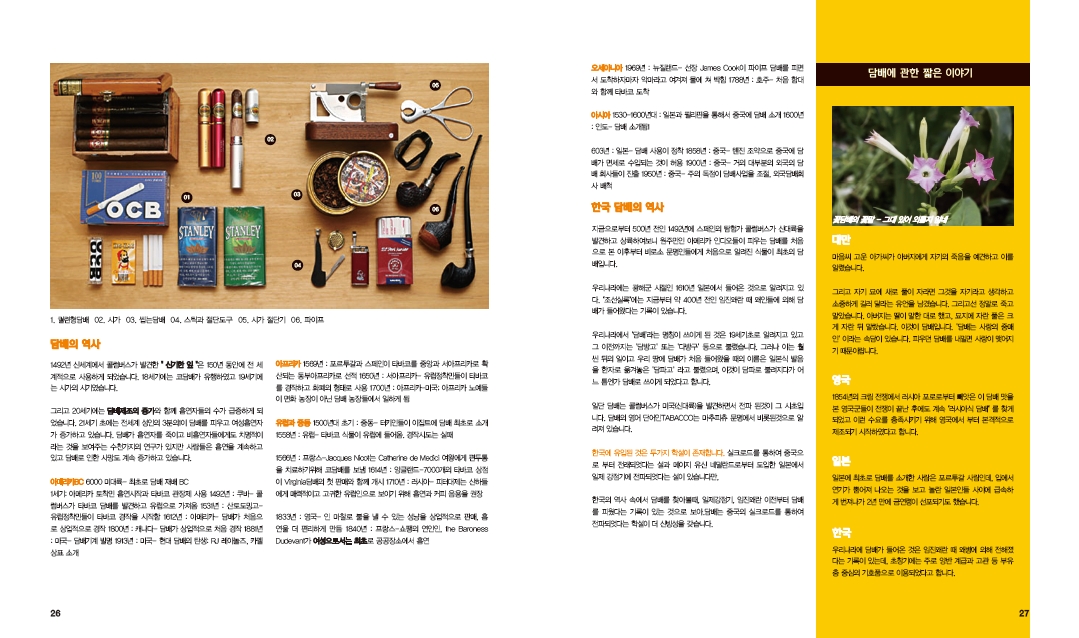 OCB
STANLEY
STANLEY
01
02
03
04
05
06
1. 궐련형담배 02. 시가 03. 씹는담배 04. 스틱과 절단도구 05. 시가 절단기 06. 파이프
담배의 역사
1492년 신세계에서 콜럼버스가 발견한 " 신기한 잎 "은 150년 동안에 전 세
계적으로 사용하게 되었습니다. 18세기에는 코담배가 유행하였고 19세기에
는 시가의 시기였습니다.
그리고 20세기에는 담배제조의 증가와 함께 흡연자들의 수가 급증하게 되
었습니다. 21세기 초에는 전세계 성인의 3분의1이 담배를 피우고 여성흡연자
가 증가하고 있습니다. 담배가 흡연자를 죽이고 비흡연자들에게도 치명적이
라는 것을 보여주는 수천가지의 연구가 있지만 사람들은 흡연을 계속하고
있고 담배로 인한 사망도 계속 증가하고 있습니다.
아메리카BC 6000 미대륙- 최초로 담배 재배 BC
1세기: 아메리카 토착민 흡연시작과 타바코 관장제 사용 1492년 : 쿠바- 콜
럼버스가 타바코 담배를 발견하고 유럽으로 가져옴 153년 : 산토도밍고-
유럽정착민들이 타바코 경작을 시작함 1612년 : 아메리카- 담배가 처음으
로 상업적으로 경작 1800년 : 캐나다- 담배가 상업적으로 처음 경작 1881년
: 미국- 담배기계 발명 1913년 : 미국- 현대 담배의 탄생: RJ 레이놀즈, 카멜
상표 소개
아프리카 1569년 : 포르투갈과 스페인이 타바코를 중앙과 서아프리카로 확
산되는 동부아프리카로 선적 1650년 : 서아프리카- 유럽정착민들이 타바코
를 경작하고 화폐의 형태로 사용 1700년 : 아프리카-미국: 아프리카 노예들
이 면화 농장이 아닌 담배 농장들에서 일하게 됨
유럽과 중동 1500년대 초기 : 중동- 터키인들이 이집트에 담배 최초로 소개
1558년 : 유럽- 타바코 식물이 유럽에 들어옴. 경작시도는 실패
1566년 : 프랑스-Jacques Nicot는 Catherine de Medici 여왕에게 편두통
을 치료하기위해 코담배를 보냄 1614년 : 잉글랜드-7000개의 타바코 상점
이 Virginia담배의 첫 판매와 함께 개시 1710년 : 러시아- 피터대제는 신하들
에게 매력적이고 고귀한 유럽인으로 보이기 위해 흡연과 커피 음용을 권장
1833년 : 영국- 인 마찰로 불을 낼 수 있는 성냥을 상업적으로 판매, 흡
연을 더 편리하게 만듬 1840년 : 프랑스-쇼팽의 연인인, the Baroness
Dudevant가 여성으로서는 최초로 공공장소에서 흡연
26
오세아니아 1969년 : 뉴질랜드- 선장 James Cook이 파이프 담배를 피면
서 도착하자마자 악마라고 여겨져 물에 쳐 박힘 1788년 : 호주- 처음 함대
와 함께 타바코 도착
아시아 1530-1600년대 : 일본과 필리핀을 통해서 중국에 담배 소개 1600년
: 인도- 담배 소개됨1
603년 : 일본- 담배 사용이 정착 1858년 : 중국- 텐진 조약으로 중국에 담
배가 면세로 수입되는 것이 허용 1900년 : 중국- 거의 대부분의 외국의 담
배 회사들이 진출 1950년 : 중국- 주의 독점이 담배사업을 조절, 외국담배회
사 배척
한국 담배의 역사
지금으로부터 500년 전인 1492년에 스페인의 탐험가 콜럼버스가 신대륙을
발견하고 상륙하여보니 원주민인 아메리카 인디오들이 피우는 담배를 처음
으로 본 이후부터 바로소 문명인들에게 처음으로 알려진 식물이 최초의 담
배입니다.
우리나라에는 광해군 시절인 1610년 일본에서 들어온 것으로 알려지고 있
다. "조선실록"에는 지금부터 약 400년 전인 임진왜란 때 왜인들에 의해 담
배가 들어왔다는 기록이 있습니다.
우리나라에서 "담배"라는 명칭이 쓰이게 된 것은 19세기초로 알려지고 있고
그 이전까지는 "담방고" 또는 "다방구" 등으로 불렸습니다. 그러나 이는 훨
씬 뒤의 일이고 우리 땅에 담배가 처음 들어왔을 때의 이름은 일본식 발음
을 한자로 옮겨놓은 "담파고" 라고 불렸으며, 이것이 담파로 불려지다가 어
느 틈엔가 담배로 쓰이게 되었다고 합니다.
일단 담배는 콜럼버스가 미국(신대륙)을 발견하면서 전파 된것이 그 시초입
니다. 담배의 영어 단어인TABACCO는 마추피추 문명에서 비롯된것으로 알
려져 있습니다.
한국에 유입된 것은 두가지 학설이 존재합니다. 실크로드를 통하여 중국으
로 부터 전래되었다는 설과 페이지 유신 네덜란드로부터 도입한 일본에서
일제 강정기에 전파되었다는 설이 있습니다만,
한국의 역사 속에서 담배를 찾아볼때, 일제강점기, 임진왜란 이전부터 담배
를 피웠다는 기록이 있는 것으로 보아,담배는 중국의 실크로드를 통하여
전파되었다는 학설이 더 신빙성을 갖습니다.
담배에 관한 짧은 이야기
꽃담배의 꽃말 - 그대 있어 외롭지 않네
대만
마음씨 고운 아가씨가 아버지에게 자기의 죽음을 예견하고 이를
알렸습니다.
그리고 자기 묘에 새로 풀이 자라면 그것을 자기라고 생각하고
소중하게 길러 달라는 유언을 남겼습니다. 그리고선 정말로 죽고
말았습니다. 아버지는 딸이 말한 대로 했고, 묘지에 자란 풀은 크
게 자란 뒤 말랐습니다. 이것이 담배입니다. "담배는 사랑의 중매
인" 이라는 속담이 있습니다. 피우면 담배를 내밀면 사랑이 맺어지
기 때문이랍니다.
영국
1854년의 크림 전쟁에서 러시아 포로로부터 빼앗은 이 담배 맛을
본 영국군들이 전쟁이 끝난 후에도 계속 "러시아식 담배" 를 찾게
되었고 이런 수요를 충족시키기 위해 영국에서 부터 본격적으로
제조되기 시작하였다고 합니다.
일본
일본에 최초로 담배를 소개한 사람은 포르투갈 사람인데, 입에서
연기가 뿜어져 나오는 것을 보고 놀란 일본인들 사이에 급속하
게 번져나가 2년 만에 금연령이 선포되기도 했습니다.
한국
우리나라에 담배가 들어온 것은 임진왜란 때 왜병에 의해 전해졌
다는 기록이 있는데, 초창기에는 주로 양반 계급과 고관 등 부유
층 중심의 기호품으로 이용되었다고 합니다.
27